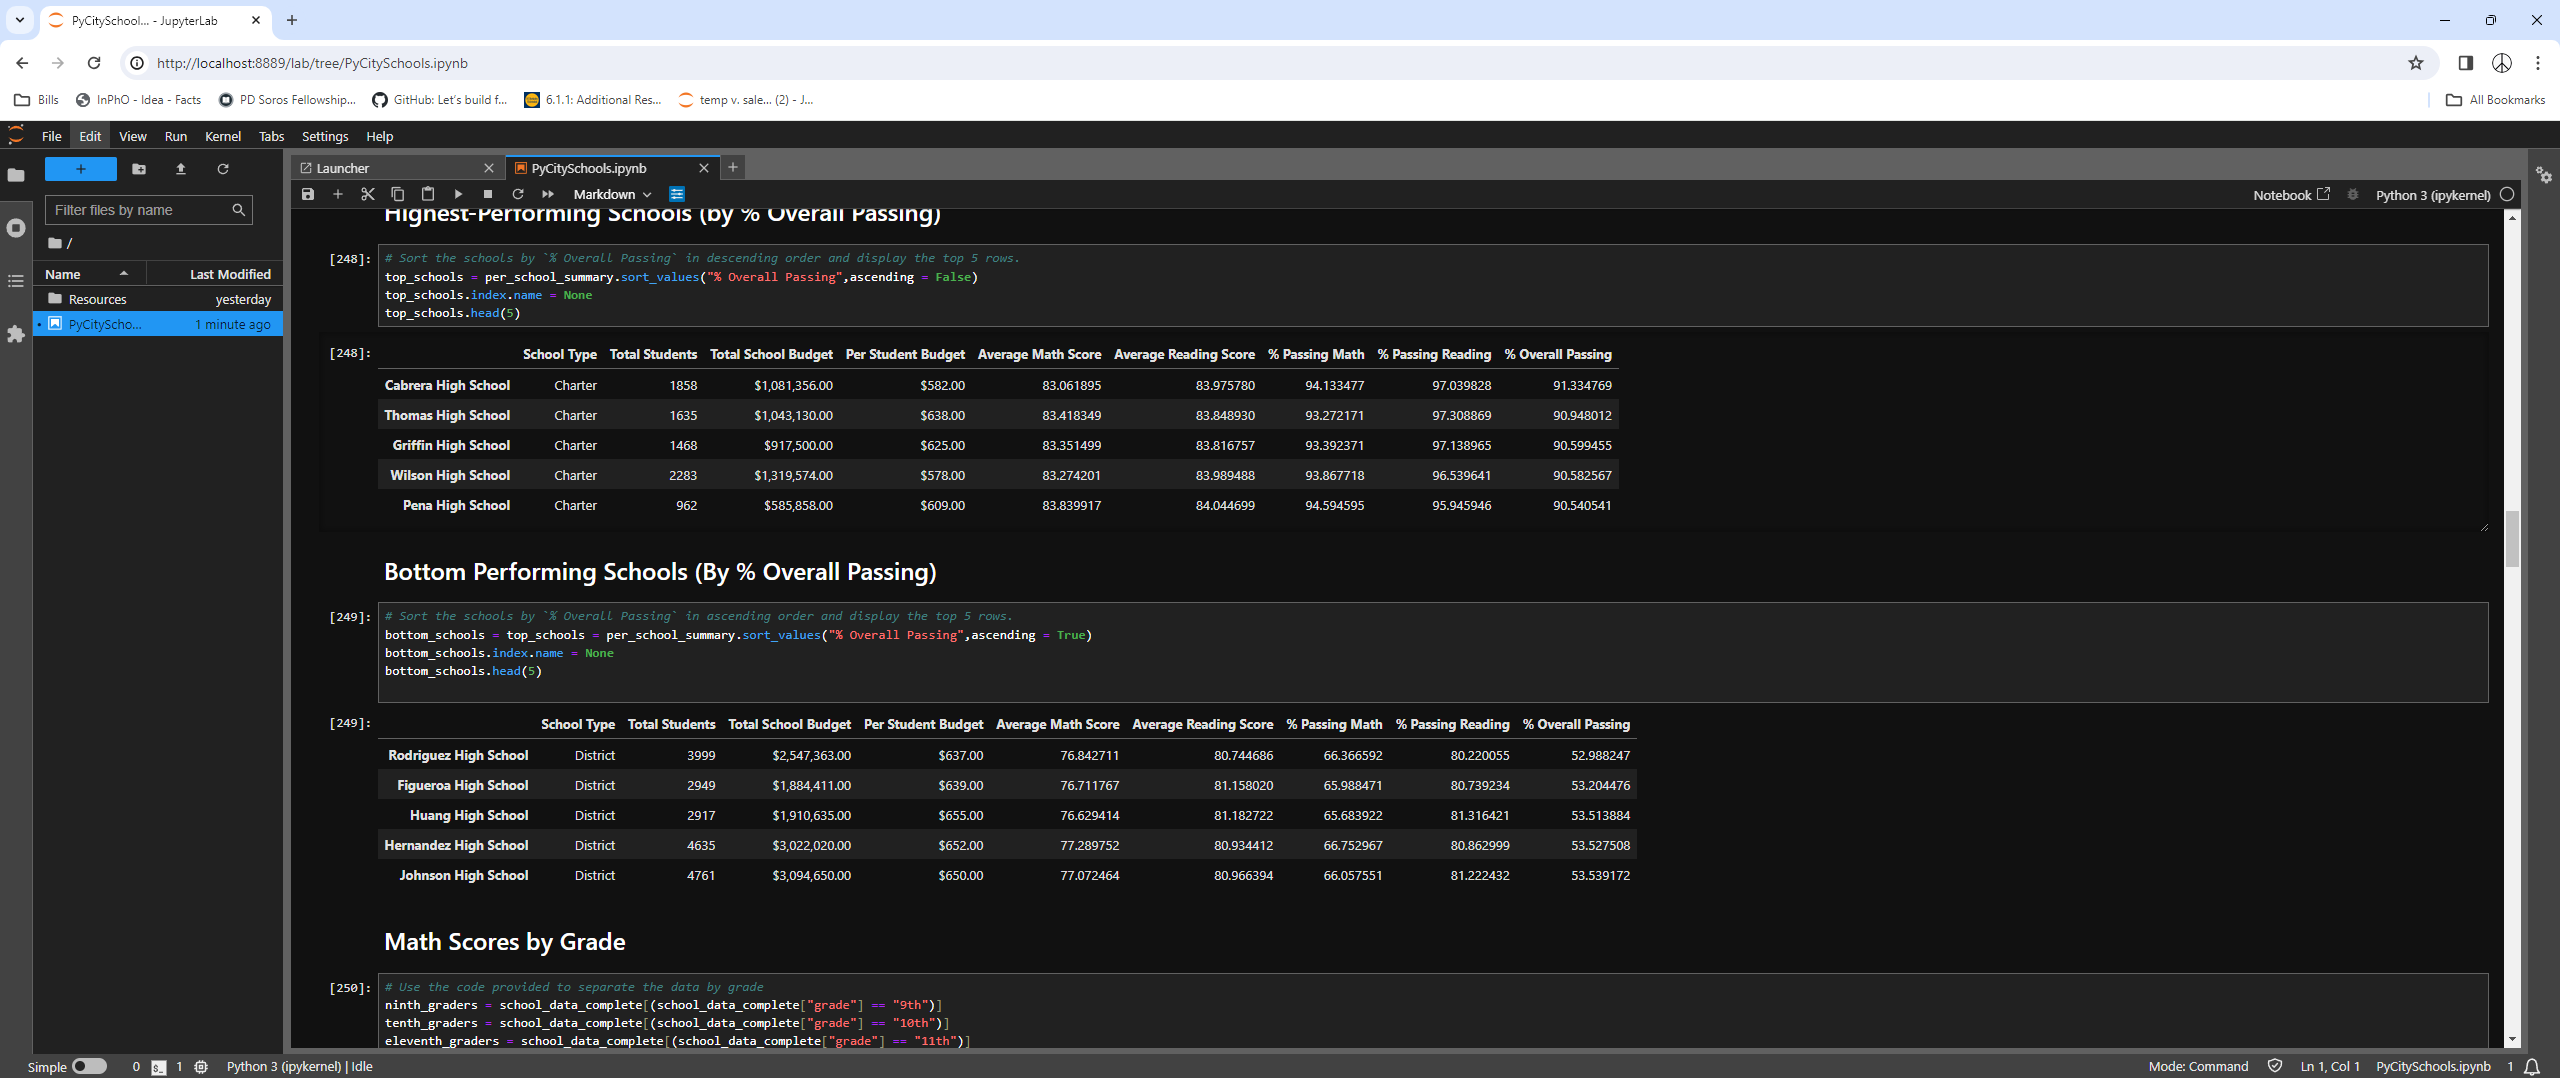 PyCitySchool... - JupyterLab
http://localhost:8889/lab/tree/PyCitySchools.ipynb
Bills InPhO - Idea - Facts PD Soros Fellowship... GitHub: Let's build f... 6.1.1: Additional Res... temp v. sale... (2) - J... All Bookmarks
File Edit View Run Kernel Tabs Settings Help
Launcher PyCitySchools.ipynb
Markdown Notebook Python 3 (ipykernel)
Filter files by name
/
Name Last Modified
Resources yesterday
PyCityScho... 1 minute ago
Highest-Performing Schools (by % Overall Passing)
[248]: # Sort the schools by `% Overall Passing` in descending order and display the top 5 rows.
top_schools = per_school_summary.sort_values("% Overall Passing",ascending = False)
top_schools.index.name = None
top_schools.head(5)
[248]: School Type Total Students Total School Budget Per Student Budget Average Math Score Average Reading Score % Passing Math % Passing Reading % Overall Passing
Cabrera High School Charter 1858 $1,081,356.00 $582.00 83.061895 83.975780 94.133477 97.039828 91.334769
Thomas High School Charter 1635 $1,043,130.00 $638.00 83.418349 83.848930 93.272171 97.308869 90.948012
Griffin High School Charter 1468 $917,500.00 $625.00 83.351499 83.816757 93.392371 97.138965 90.599455
Wilson High School Charter 2283 $1,319,574.00 $578.00 83.274201 83.989488 93.867718 96.539641 90.582567
Pena High School Charter 962 $585,858.00 $609.00 83.839917 84.044699 94.594595 95.945946 90.540541
Bottom Performing Schools (By % Overall Passing)
[249]: # Sort the schools by `% Overall Passing` in ascending order and display the top 5 rows.
bottom_schools = top_schools = per_school_summary.sort_values("% Overall Passing",ascending = True)
bottom_schools.index.name = None
bottom_schools.head(5)
[249]: School Type Total Students Total School Budget Per Student Budget Average Math Score Average Reading Score % Passing Math % Passing Reading % Overall Passing
Rodriguez High School District 3999 $2,547,363.00 $637.00 76.842711 80.744686 66.366592 80.220055 52.988247
Figueroa High School District 2949 $1,884,411.00 $639.00 76.711767 81.158020 65.988471 80.739234 53.204476
Huang High School District 2917 $1,910,635.00 $655.00 76.629414 81.182722 65.683922 81.316421 53.513884
Hernandez High School District 4635 $3,022,020.00 $652.00 77.289752 80.934412 66.752967 80.862999 53.527508
Johnson High School District 4761 $3,094,650.00 $650.00 77.072464 80.966394 66.057551 81.222432 53.539172
Math Scores by Grade
[250]: # Use the code provided to separate the data by grade
ninth_graders = school_data_complete[(school_data_complete["grade"] == "9th")]
tenth_graders = school_data_complete[(school_data_complete["grade"] == "10th")]
eleventh_graders = school_data_complete[(school_data_complete["grade"] == "11th")]
Simple 0 $_ 1 Python 3 (ipykernel) | Idle Mode: Command Ln 1, Col 1 PyCitySchools.ipynb 1